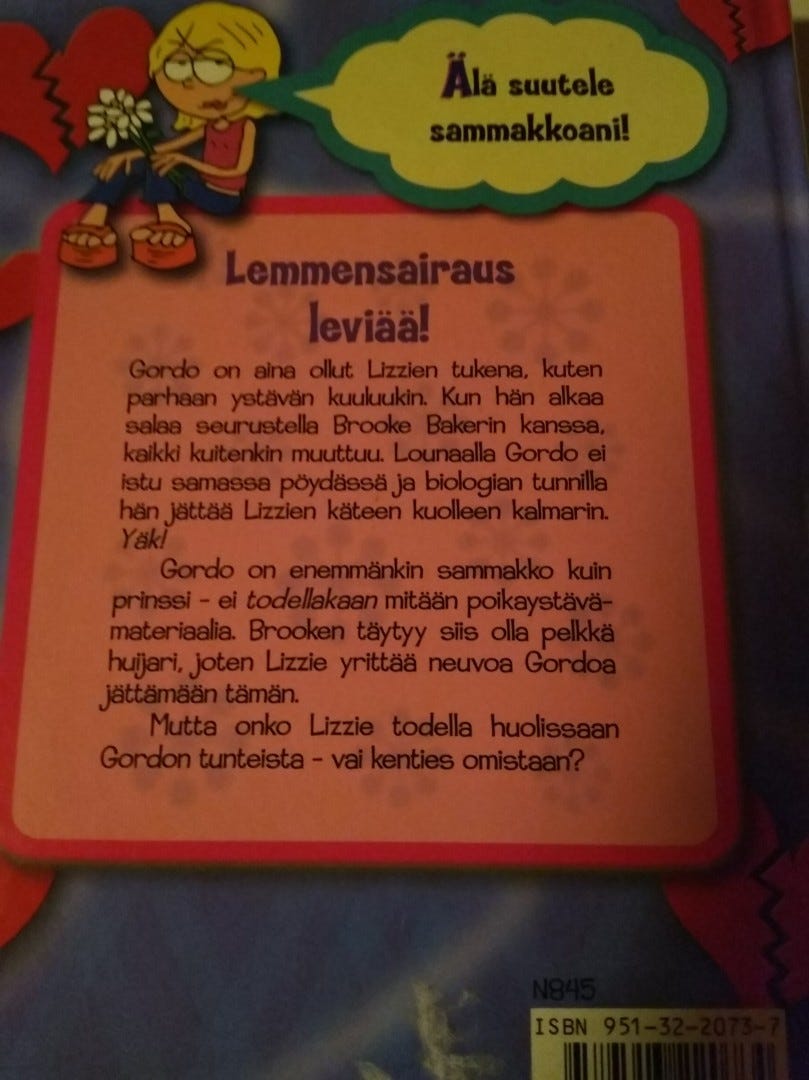 Älä suutele
sammakkoani!
Lemmensairaus
leviää!
Gordo on aina ollut Lizzien tukena, kuten
parhaan ystävän kuuluukin. Kun hän alkaa
salaa seurustella Brooke Bakerin kanssa,
kaikki kuitenkin muuttuu. Lounaalla Gordo ei
istu samassa pöydässä ja biologian tunnilla
hän jättää Lizzien käteen kuolleen kalmarin.
Yäk!
Gordo on enemmänkin sammakko kuin
prinssi - ei todellakaan mitään poikaystävä-
materiaalia. Brooken täytyy siis olla pelkkä
huijari, joten Lizzie yrittää neuvoa Gordoa
jättämään tämän.
Mutta onko Lizzie todella huolissaan
Gordon tunteista - vai kenties omistaan?
N845
ISBN 951-32-2073-7